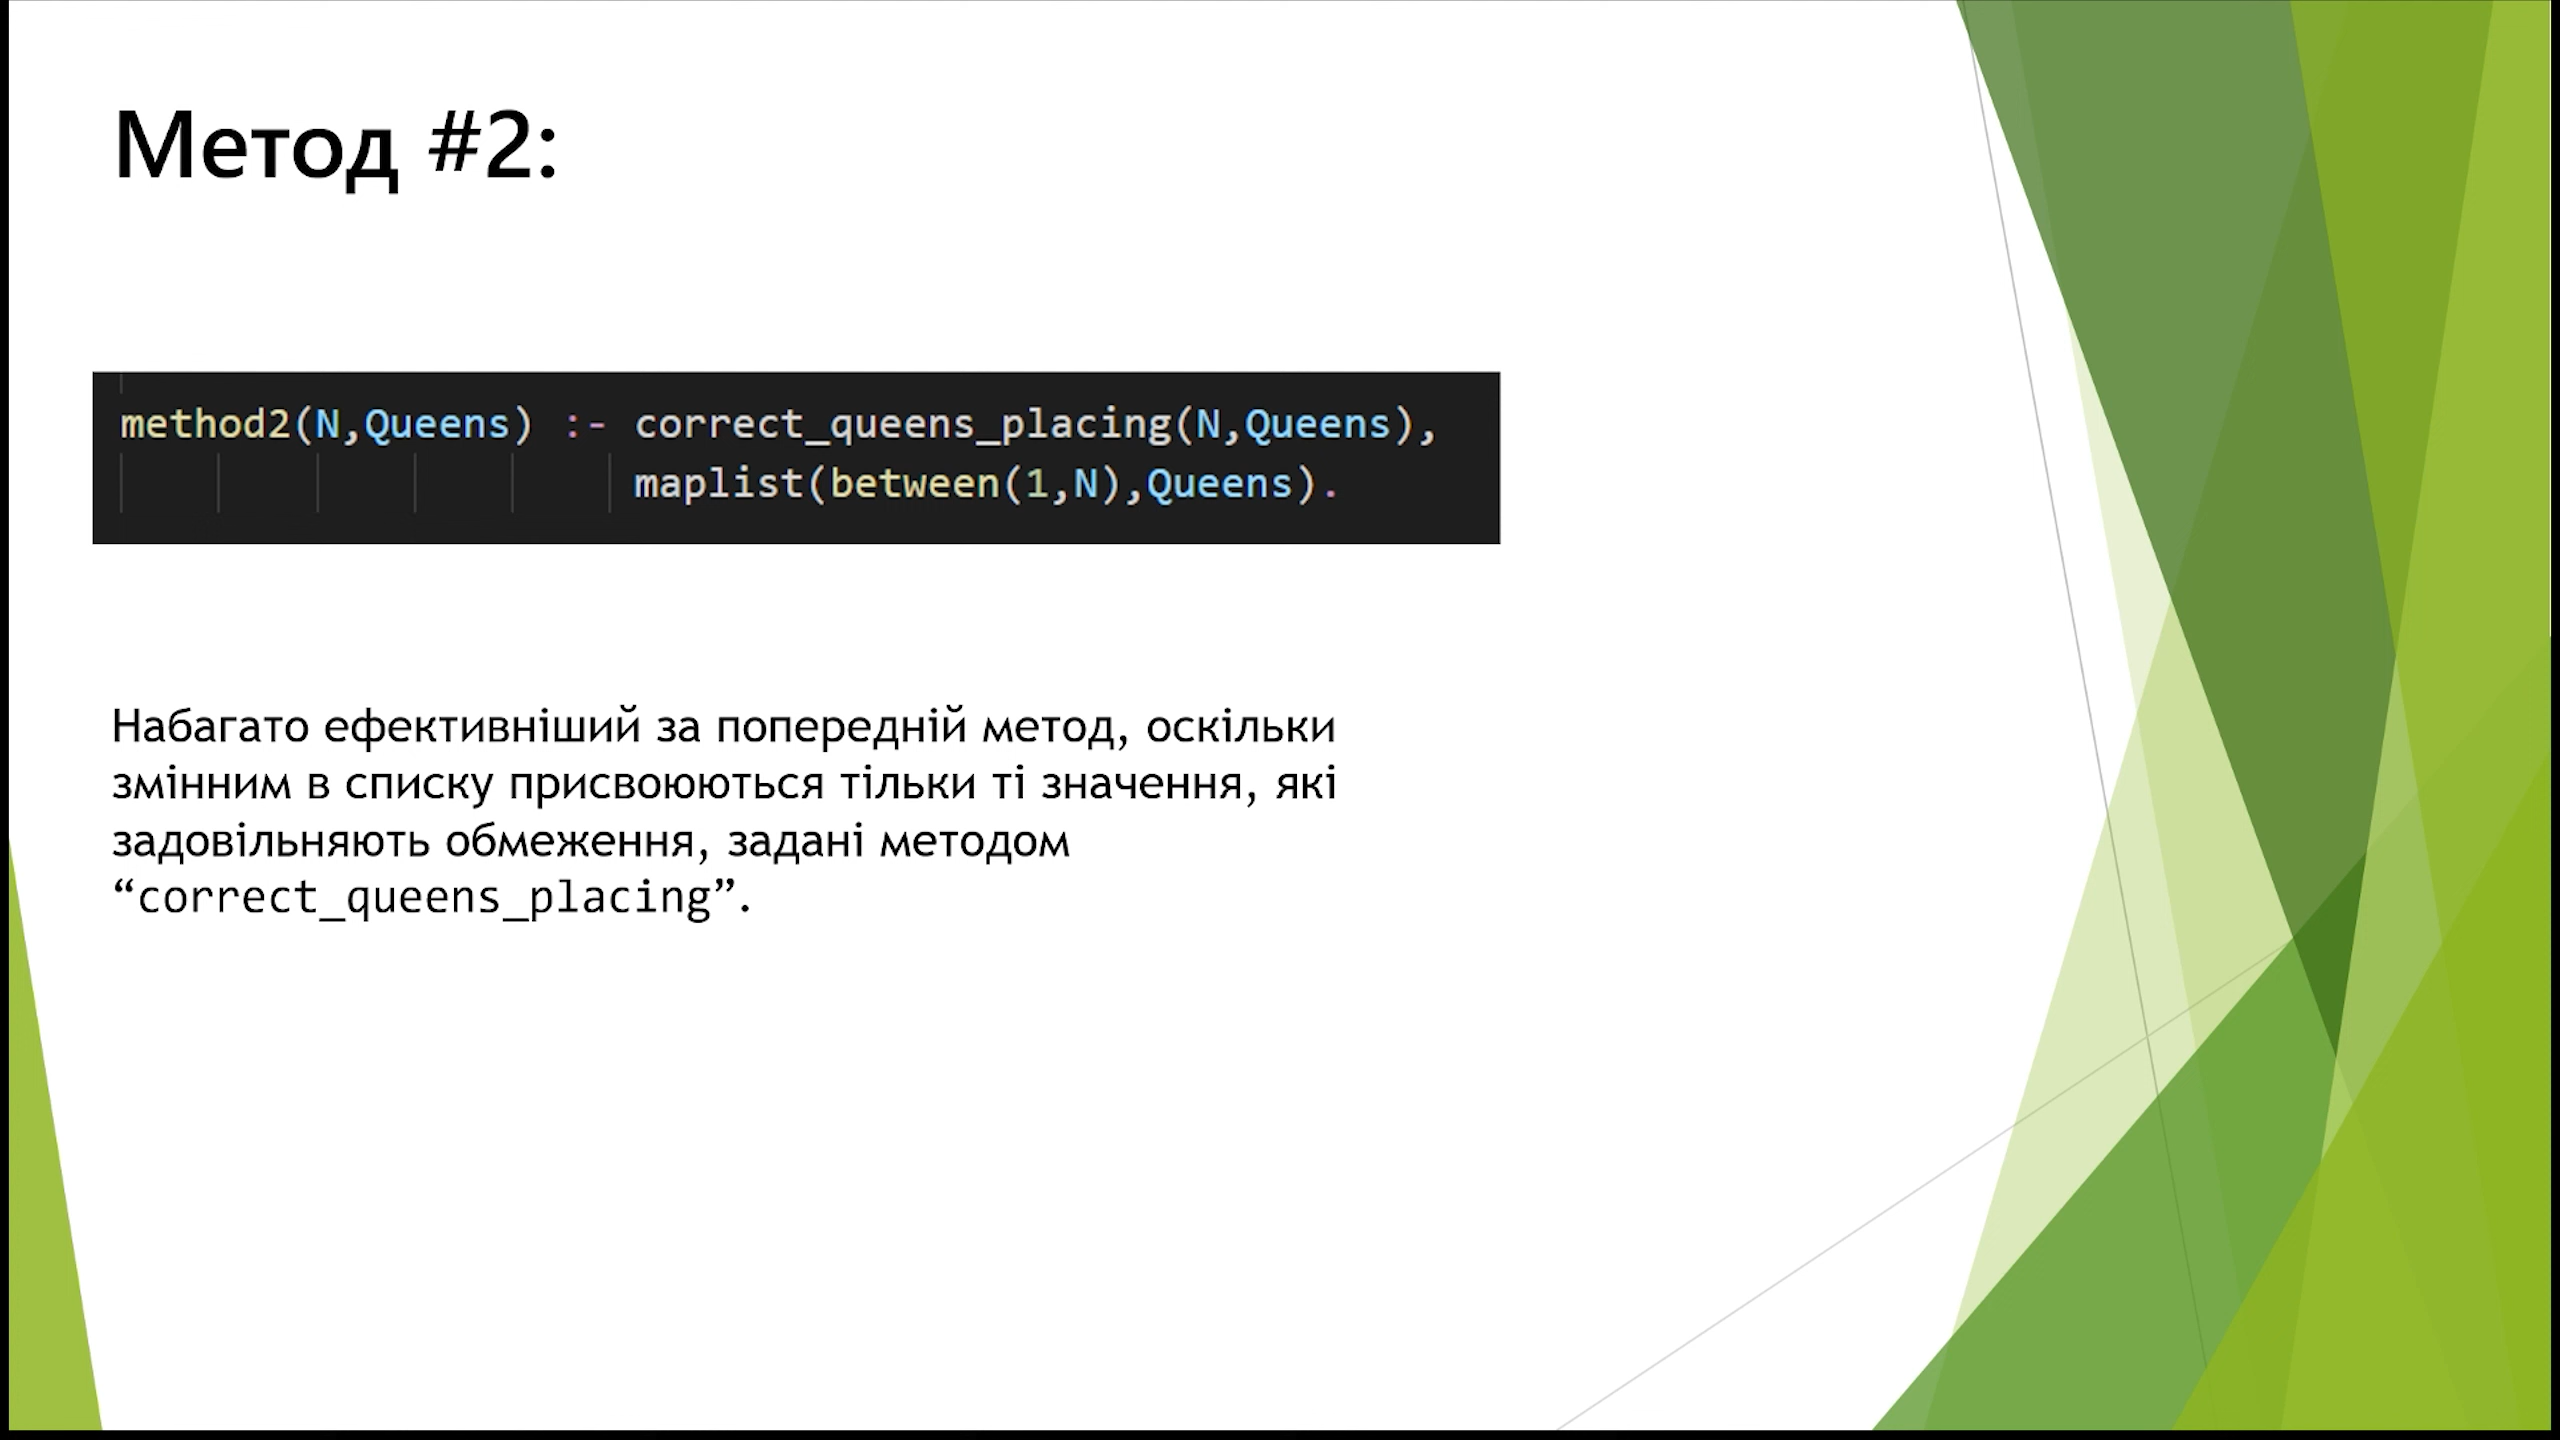 Метод #2:
method2(N,Queens) :- correct_queens_placing(N,Queens),
maplist(between(1,N),Queens).
Набагато ефективніший за попередній метод, оскільки
змінним в списку присвоюються тільки ті значення, які
задовільняють обмеження, задані методом
“correct_queens_placing”.